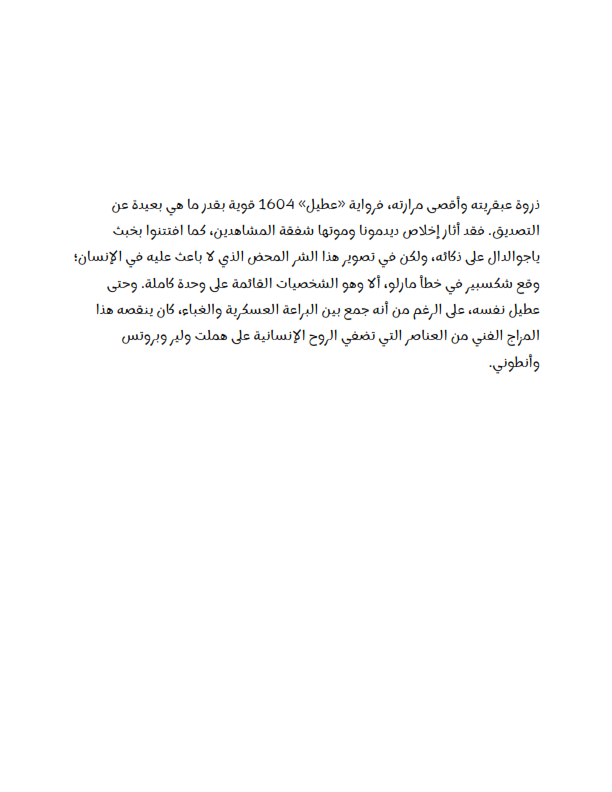 ذروة عبقريته وأقصى مرارته، فرواية «عطيل» 1604 قوية بقدر ما هي بعيدة عن
التصديق. فقد أثار إخلاص ديدمونا وموتها شفقة المشاهدين، كما افتتنوا بخبث
ياجوالدال على ذكائه، ولكن في تصوير هذا الشر المحض الذي لا باعث عليه في الإنسان؛
وقع شكسبير في خطأ مارلو، ألا وهو الشخصيات القائمة على وحدة كاملة. وحتى
عطيل نفسه، على الرغم من أنه جمع بين البراعة العسكرية والغباء، كان ينقصه هذا
المراج الفني من العناصر التي تضفي الروح الإنسانية على هملت ولير وبروتس
وأنطوني.